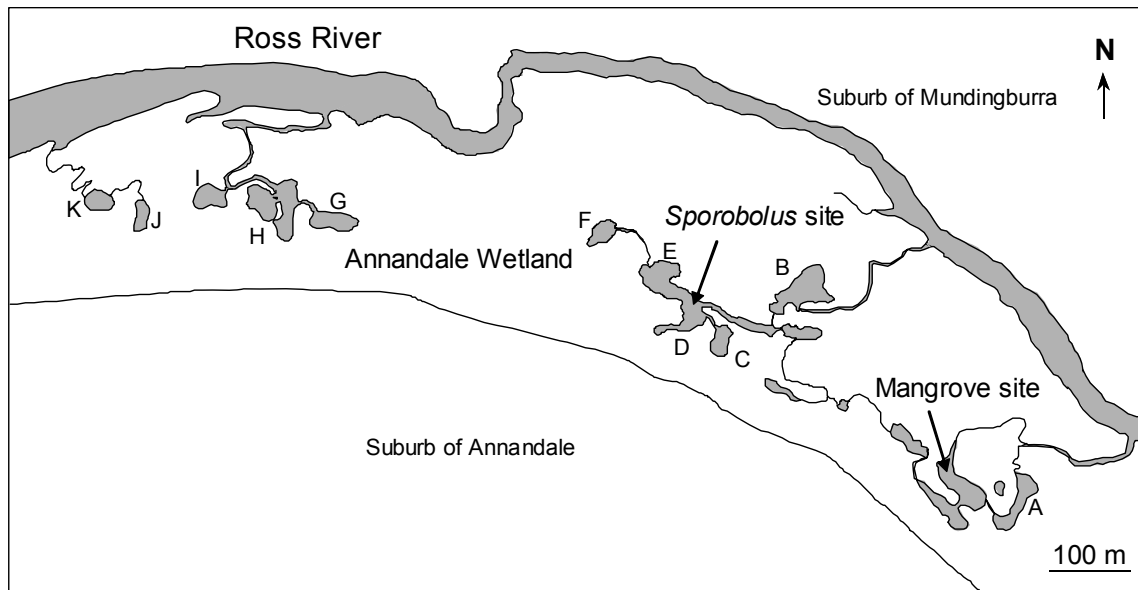 Ross River
N
Suburb of Mundingburra
I
K
J
G
H
F
Sporobolus site
Annandale Wetland
E
B
D
C
Mangrove site
Suburb of Annandale
A
100 m